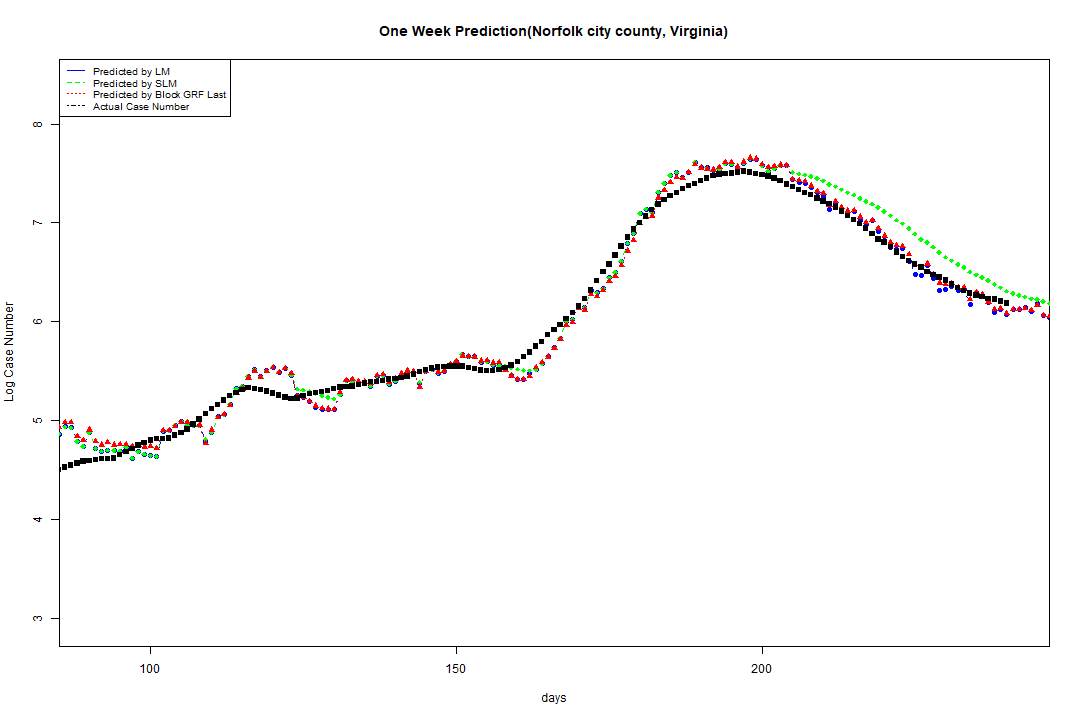 One Week Prediction(Norfolk city county, Virginia)
Predicted by LM
Predicted by SLM
Predicted by Block GRF Last
Actual Case Number
8
7
6
5
4
3
Log Case Number
100 150 200
days